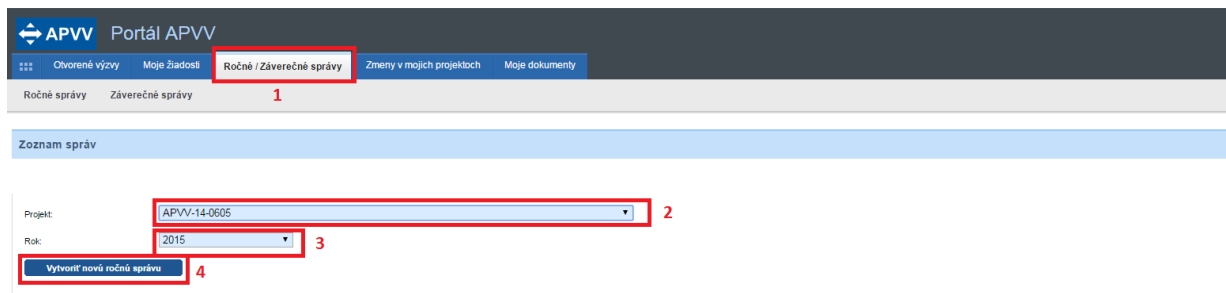 APVV Portál APVV
Otvorené výzvy Moje žiadosti Ročné / Záverečné správy Zmeny v mojich projektoch Moje dokumenty
Ročné správy Záverečné správy 1
Zoznam správ
Projekt: APVV-14-0605 2
Rok: 2015 3
Vytvoriť novú ročnú správu 4